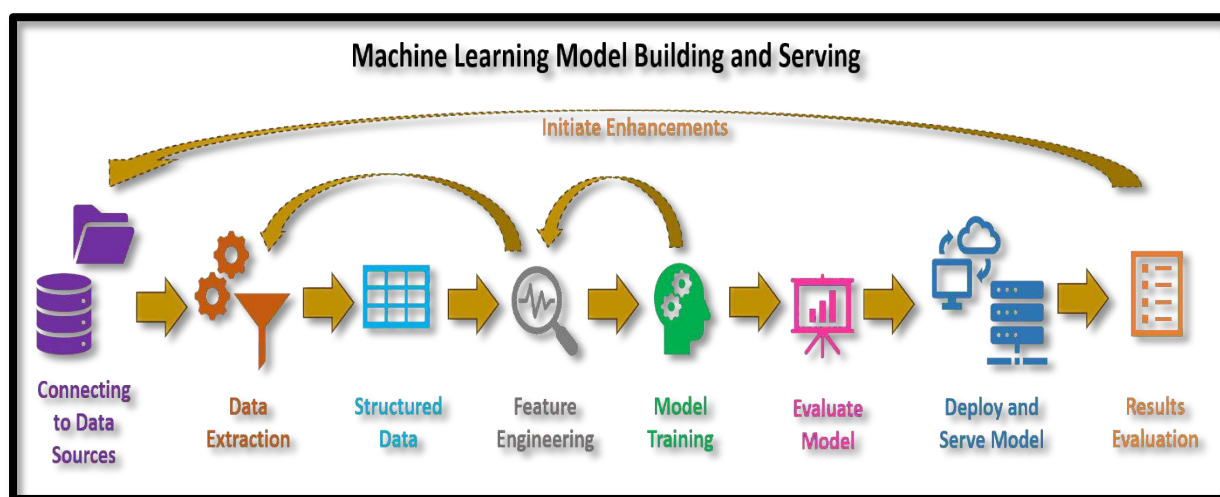 Machine Learning Model Building and Serving
Initiate Enhancements
Connecting
to Data
Sources
Data
Extraction
Structured
Data
Feature
Engineering
Model
Training
Evaluate
Model
Deploy and
Serve Model
Results
Evaluation